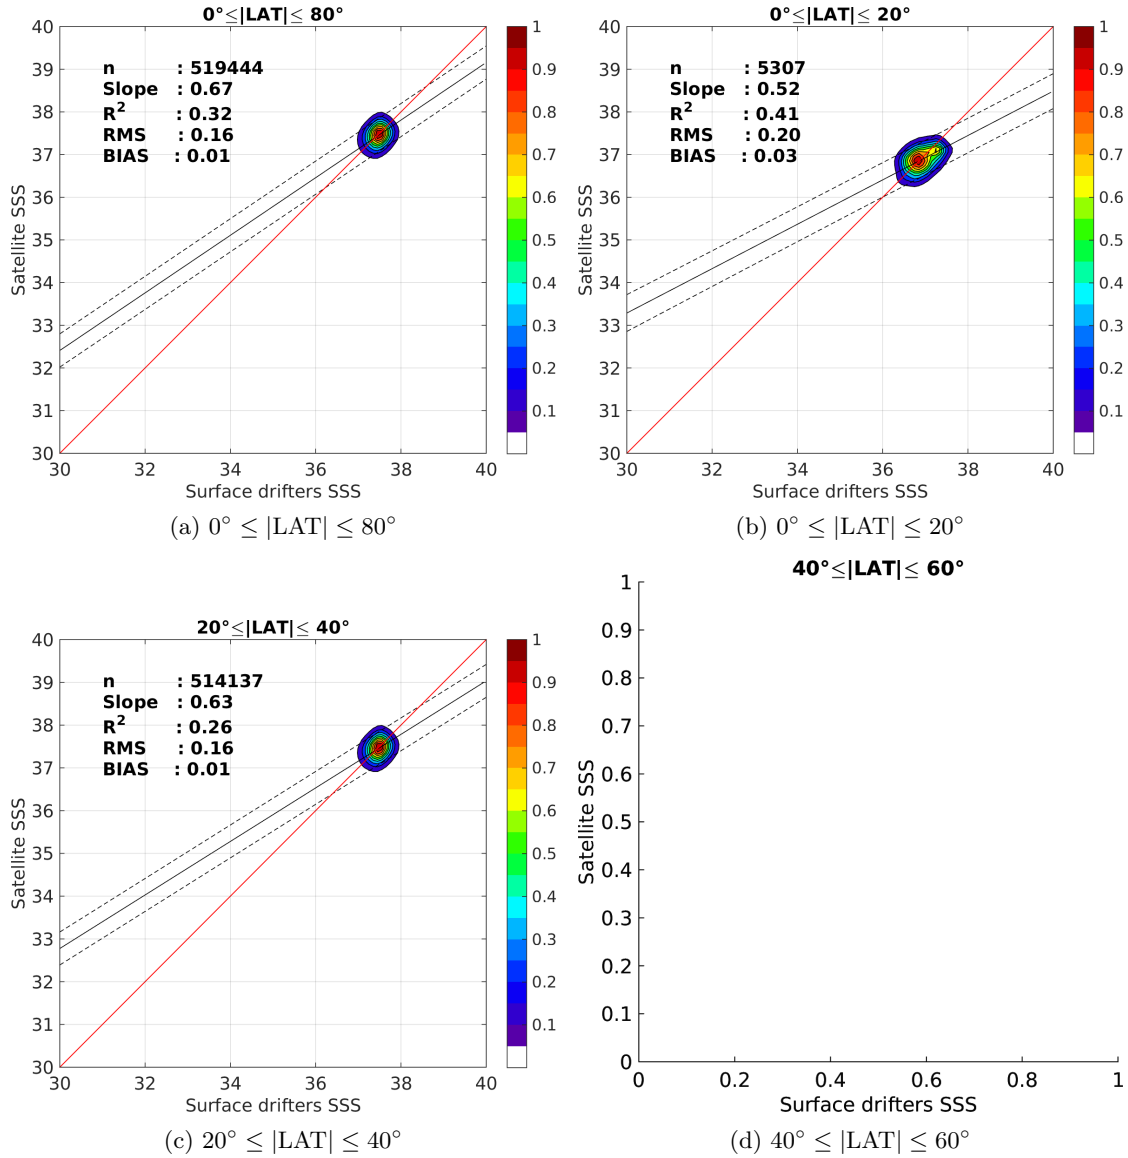 0°≤|LAT|≤ 80°
n : 519444
Slope : 0.67
R² : 0.32
RMS : 0.16
BIAS : 0.01
Satellite SSS
40
39
38
37
36
35
34
33
32
31
30
30 32 34 36 38 40
Surface drifters SSS
1
0.9
0.8
0.7
0.6
0.5
0.4
0.3
0.2
0.1
(a) 0° ≤ |LAT| ≤ 80°
0°≤|LAT|≤ 20°
n : 5307
Slope : 0.52
R² : 0.41
RMS : 0.20
BIAS : 0.03
Satellite SSS
40
39
38
37
36
35
34
33
32
31
30
30 32 34 36 38 40
Surface drifters SSS
1
0.9
0.8
0.7
0.6
0.5
0.4
0.3
0.2
0.1
(b) 0° ≤ |LAT| ≤ 20°
20°≤|LAT|≤ 40°
n : 514137
Slope : 0.63
R² : 0.26
RMS : 0.16
BIAS : 0.01
Satellite SSS
40
39
38
37
36
35
34
33
32
31
30
30 32 34 36 38 40
Surface drifters SSS
1
0.9
0.8
0.7
0.6
0.5
0.4
0.3
0.2
0.1
(c) 20° ≤ |LAT| ≤ 40°
40°≤|LAT|≤ 60°
Satellite SSS
1
0.9
0.8
0.7
0.6
0.5
0.4
0.3
0.2
0.1
0
0 0.2 0.4 0.6 0.8 1
Surface drifters SSS
(d) 40° ≤ |LAT| ≤ 60°